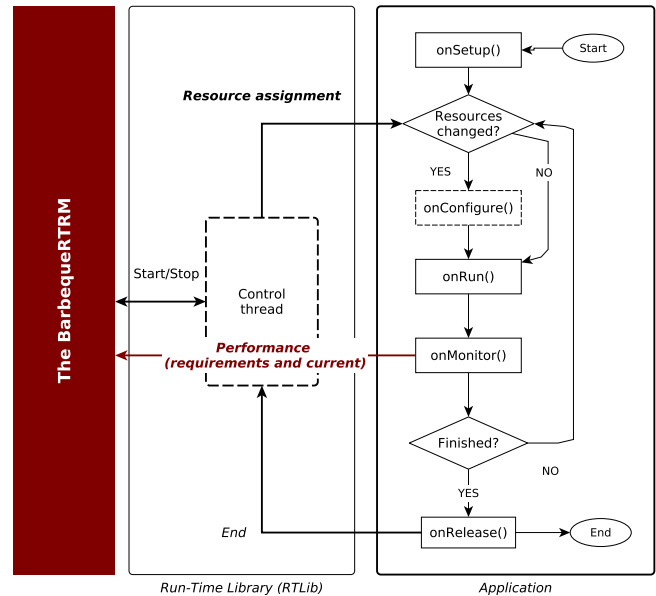 The BarbequeRTRM
Resource assignment
Start/Stop
Control
thread
Performance
(requirements and current)
End
Run-Time Library (RTLib)
onSetup()
Start
Resources
changed?
YES
NO
onConfigure()
onRun()
onMonitor()
Finished?
NO
YES
onRelease()
End
Application